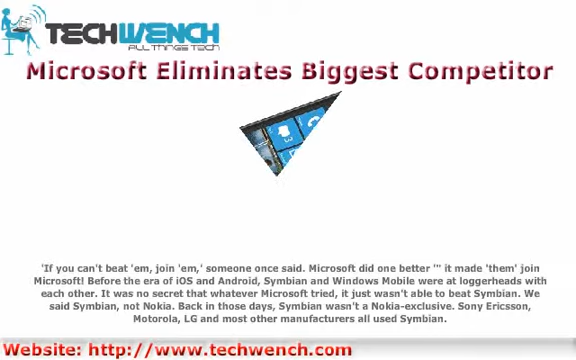 TECHWENCH
ALL THINGS TECH
Microsoft Eliminates Biggest Competitor
3
'If you can't beat 'em, join 'em,' someone once said. Microsoft did one better '" it made 'them' join
Microsoft! Before the era of iOS and Android, Symbian and Windows Mobile were at loggerheads with
each other. It was no secret that whatever Microsoft tried, it just wasn't able to beat Symbian. We
said Symbian, not Nokia. Back in those days, Symbian wasn't a Nokia-exclusive. Sony Ericsson,
Motorola, LG and most other manufacturers all used Symbian.
Website: http://www.techwench.com